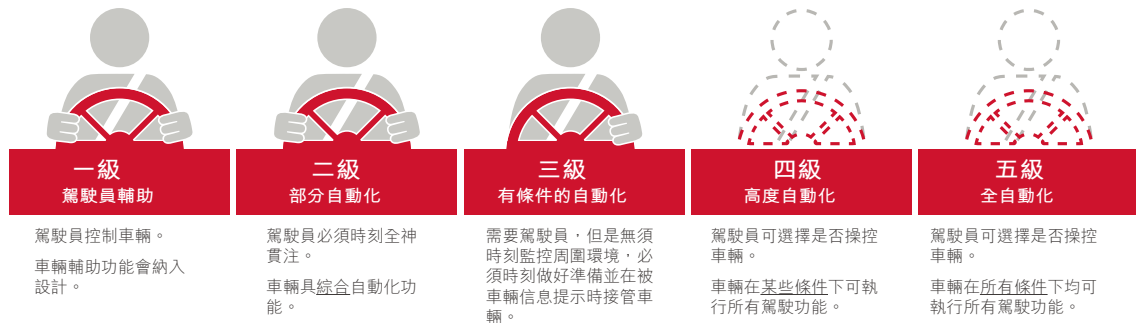 一級
駕駛員輔助
駕駛員控制車輛。
車輛輔助功能會納入
設計。
二級
部分自動化
駕駛員必須時刻全神
貫注。
車輛具綜合自動化功
能。
三級
有條件的自動化
需要駕駛員，但是無須
時刻監控周圍環境，必
須時刻做好準備並在被
車輛信息提示時接管車
輛。
四級
高度自動化
駕駛員可選擇是否操控
車輛。
車輛在某些條件下可執
行所有駕駛功能。
五級
全自動化
駕駛員可選擇是否操控
車輛。
車輛在所有條件下均可
執行所有駕駛功能。